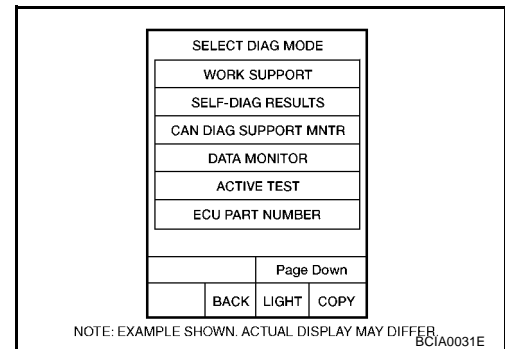 SELECT DIAG MODE
WORK SUPPORT
SELF-DIAG RESULTS
CAN DIAG SUPPORT MNTR
DATA MONITOR
ACTIVE TEST
ECU PART NUMBER
Page Down
BACK LIGHT COPY
NOTE: EXAMPLE SHOWN. ACTUAL DISPLAY MAY DIFFER.
BCIA0031E